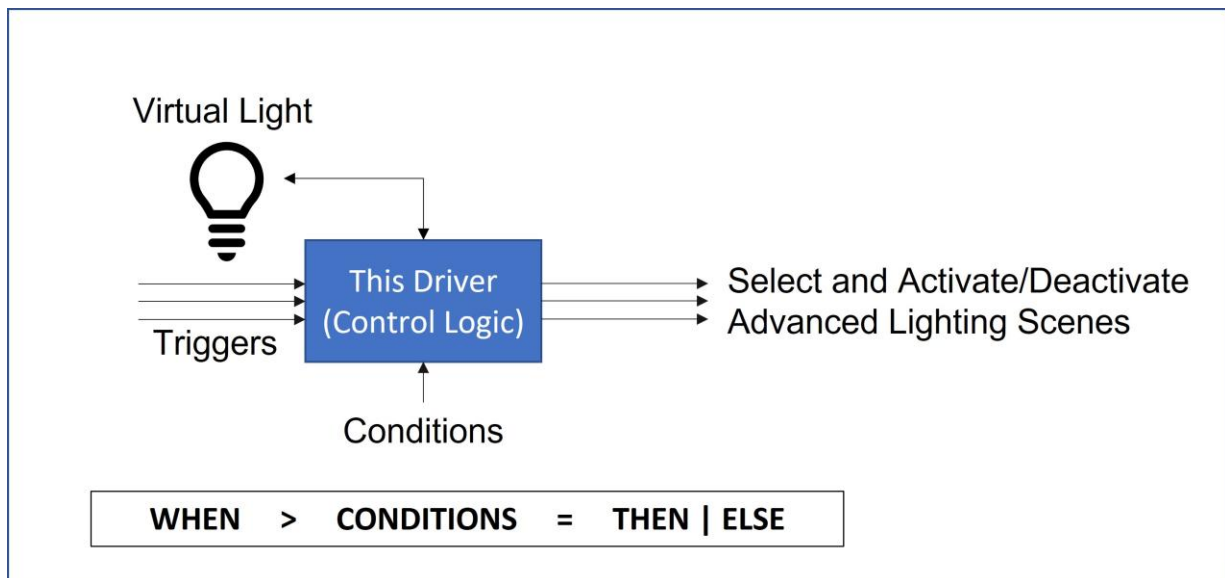 Virtual Light
This Driver
(Control Logic)
Triggers
Select and Activate/Deactivate
Advanced Lighting Scenes
Conditions
WHEN > CONDITIONS = THEN | ELSE